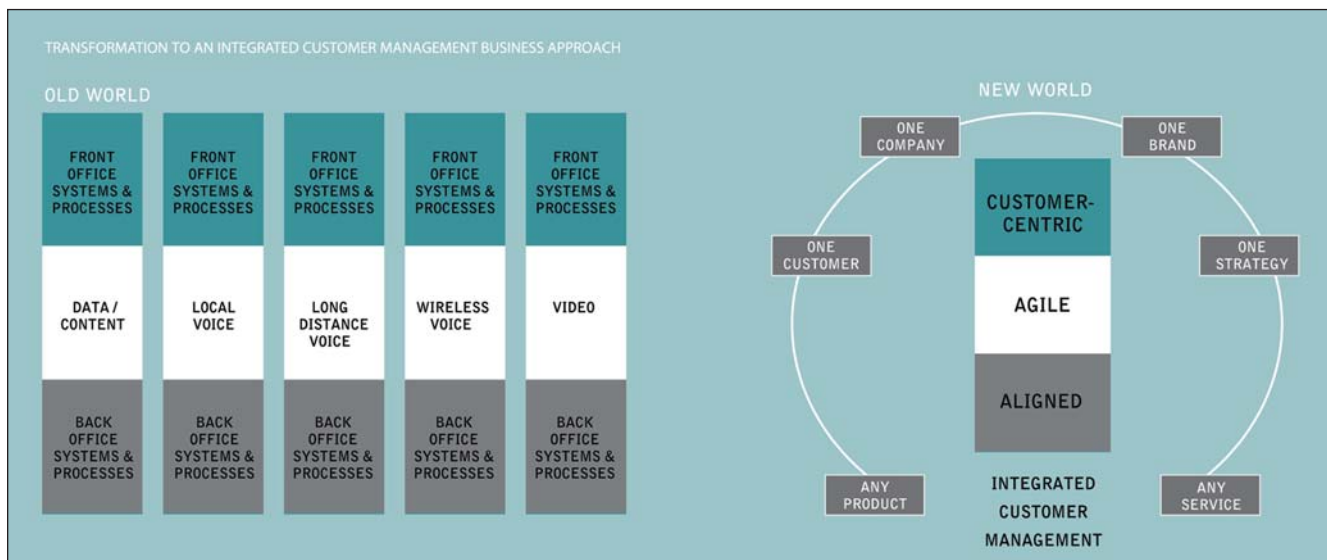 TRANSFORMATION TO AN INTEGRATED CUSTOMER MANAGEMENT BUSINESS APPROACH
OLD WORLD
FRONT
OFFICE
SYSTEMS &
PROCESSES
DATA /
CONTENT
BACK
OFFICE
SYSTEMS &
PROCESSES
FRONT
OFFICE
SYSTEMS &
PROCESSES
LOCAL
VOICE
BACK
OFFICE
SYSTEMS &
PROCESSES
FRONT
OFFICE
SYSTEMS &
PROCESSES
LONG
DISTANCE
VOICE
BACK
OFFICE
SYSTEMS &
PROCESSES
FRONT
OFFICE
SYSTEMS &
PROCESSES
WIRELESS
VOICE
BACK
OFFICE
SYSTEMS &
PROCESSES
FRONT
OFFICE
SYSTEMS &
PROCESSES
VIDEO
BACK
OFFICE
SYSTEMS &
PROCESSES
NEW WORLD
ONE
COMPANY
ONE
BRAND
ONE
CUSTOMER
ONE
STRATEGY
ANY
PRODUCT
ANY
SERVICE
CUSTOMER-
CENTRIC
AGILE
ALIGNED
INTEGRATED
CUSTOMER
MANAGEMENT